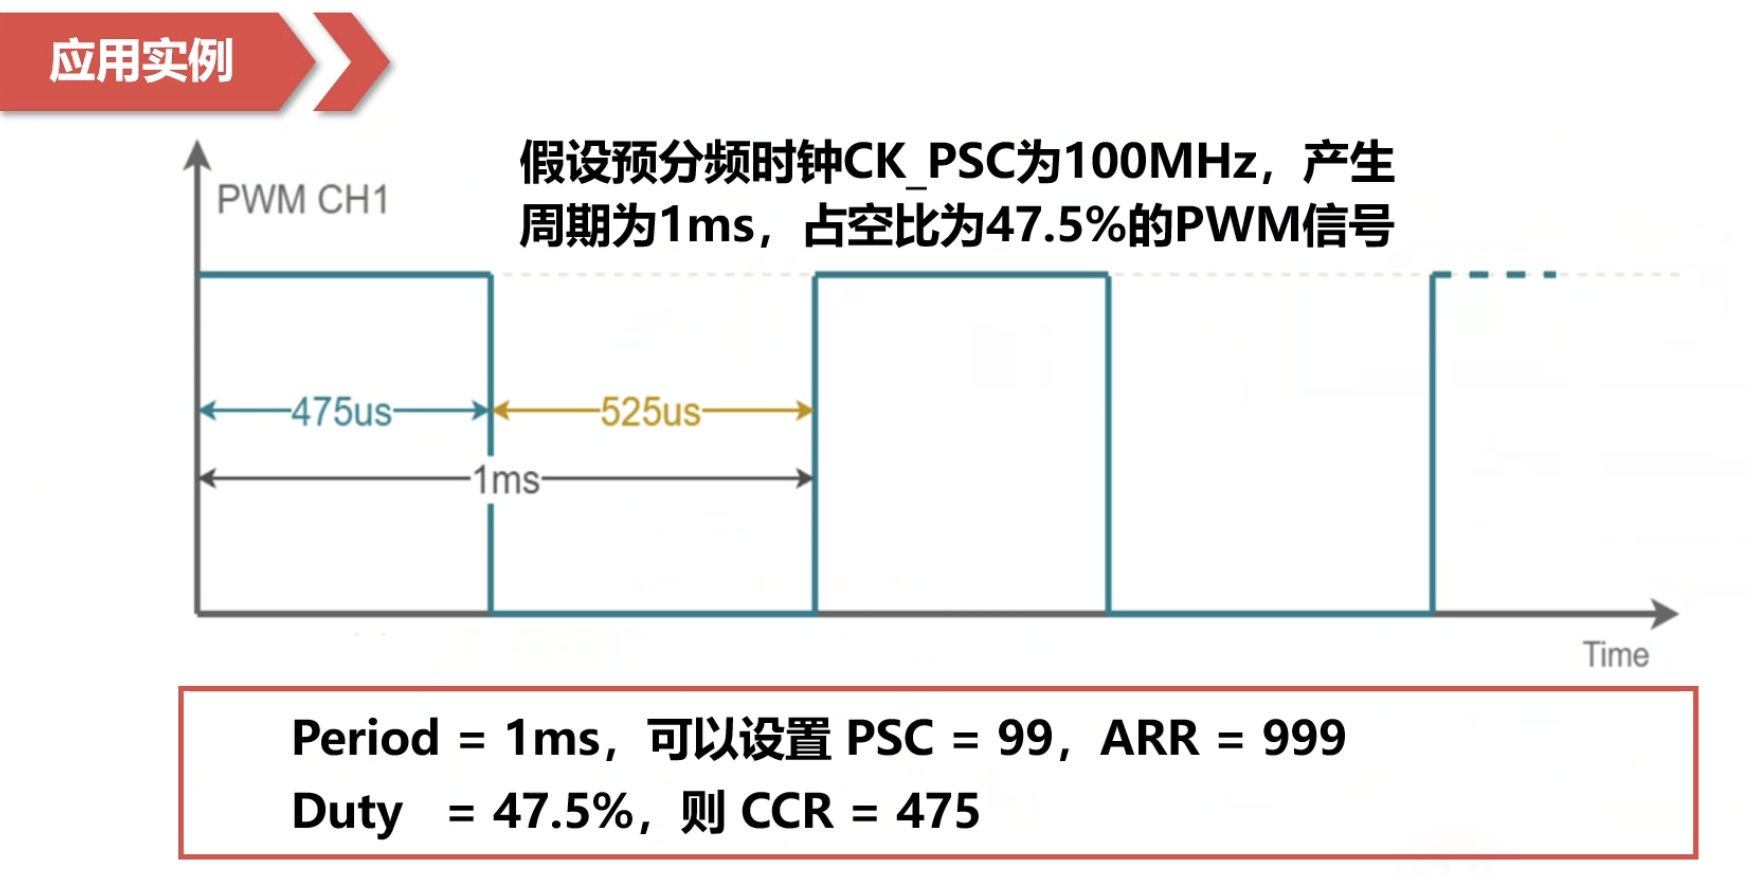 应用实例
假设预分频时钟CK_PSC为100MHz，产生
周期为1ms，占空比为47.5%的PWM信号
PWM CH1
475us
525us
1ms
Time
Period = 1ms，可以设置 PSC = 99，ARR = 999
Duty = 47.5%，则 CCR = 475